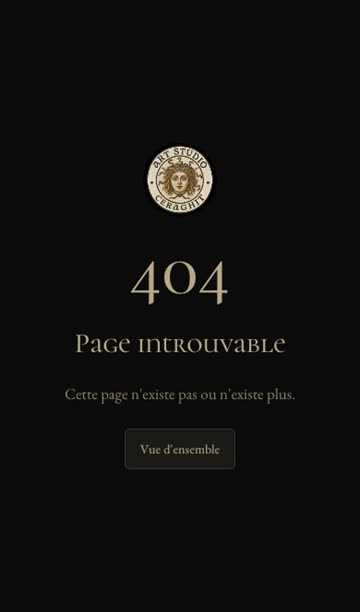 ART STUDIO
CERAGHIT
404
Page introuvable
Cette page n'existe pas ou n'existe plus.
Vue d'ensemble